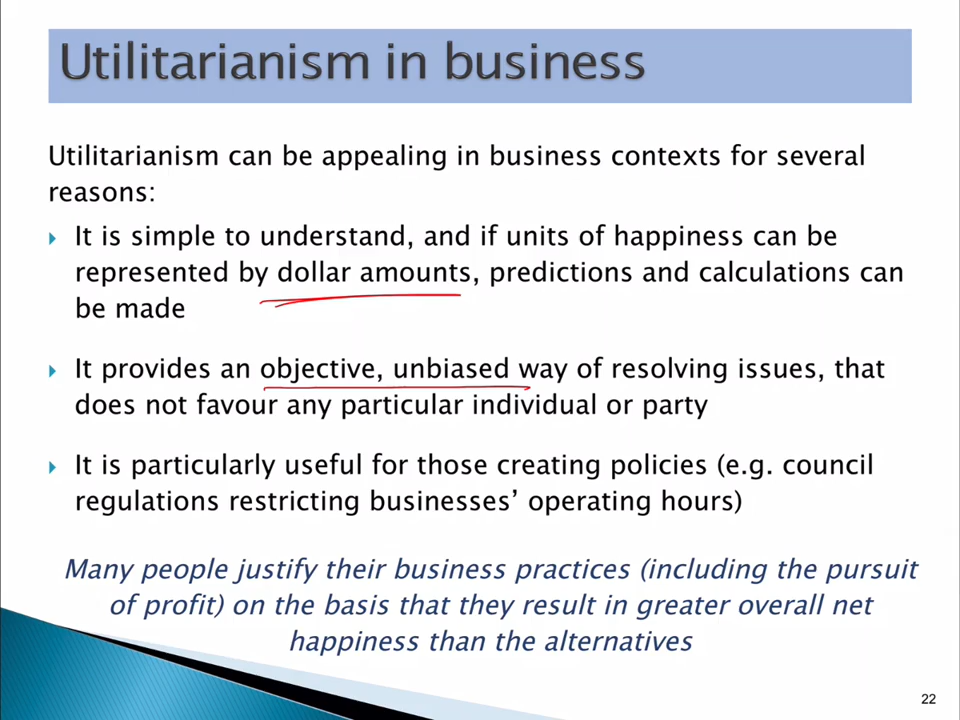 Utilitarianism in business
Utilitarianism can be appealing in business contexts for several
reasons:
It is simple to understand, and if units of happiness can be
represented by dollar amounts, predictions and calculations can
be made
It provides an objective, unbiased way of resolving issues, that
does not favour any particular individual or party
It is particularly useful for those creating policies (e.g. council
regulations restricting businesses’ operating hours)
Many people justify their business practices (including the pursuit
of profit) on the basis that they result in greater overall net
happiness than the alternatives
22